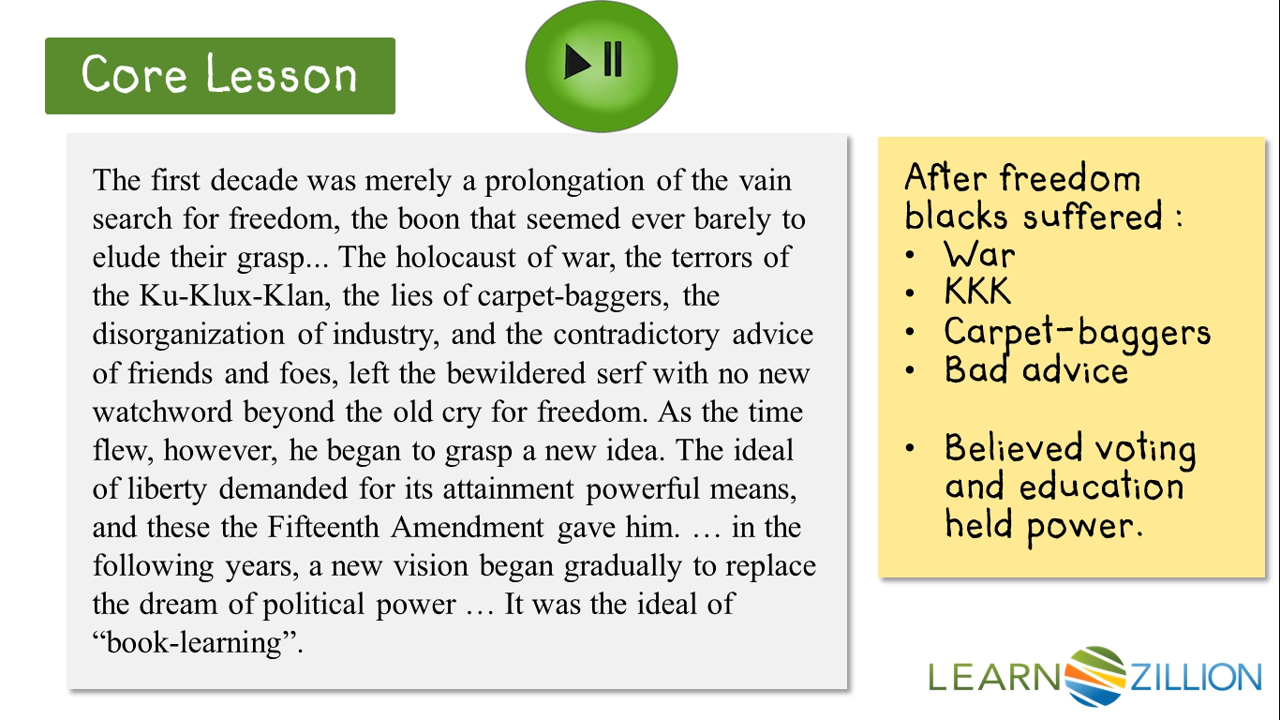 Core Lesson
The first decade was merely a prolongation of the vain
search for freedom, the boon that seemed ever barely to
elude their grasp... The holocaust of war, the terrors of
the Ku-Klux-Klan, the lies of carpet-baggers, the
disorganization of industry, and the contradictory advice
of friends and foes, left the bewildered serf with no new
watchword beyond the old cry for freedom. As the time
flew, however, he began to grasp a new idea. The ideal
of liberty demanded for its attainment powerful means,
and these the Fifteenth Amendment gave him. … in the
following years, a new vision began gradually to replace
the dream of political power … It was the ideal of
“book-learning”.
After freedom
blacks suffered :
• War
• KKK
• Carpet-baggers
• Bad advice
• Believed voting
and education
held power.
LEARN ZILLION